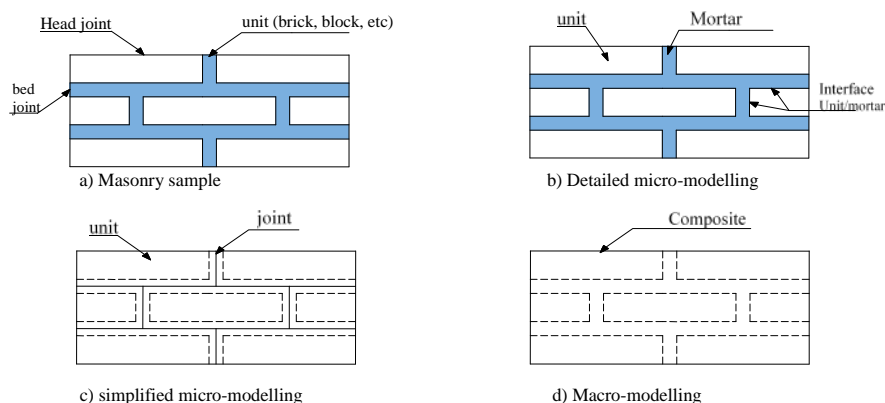 Head joint
unit (brick, block, etc)
bed
joint
a) Masonry sample
unit
Mortar
Interface
Unit/mortar
b) Detailed micro-modelling
unit
joint
c) simplified micro-modelling
Composite
d) Macro-modelling